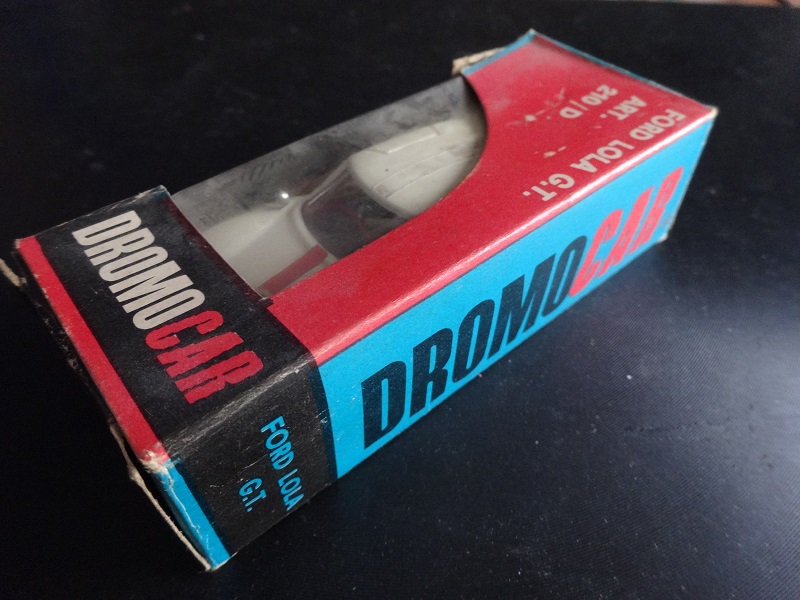 FORD LOLA G.T.
ART. 210/D
DROMOCAR
DROMOCAR
FORD LOLA
G.T.